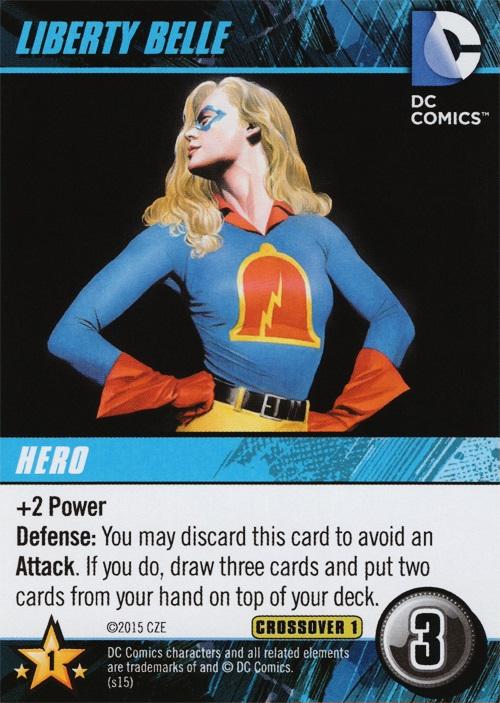 LIBERTY BELLE
DC
COMICS™
HERO
+2 Power
Defense: You may discard this card to avoid an
Attack. If you do, draw three cards and put two
cards from your hand on top of your deck.
©2015 CZE
CROSSOVER 1
3
1
DC Comics characters and all related elements
are trademarks of and © DC Comics.
(s15)